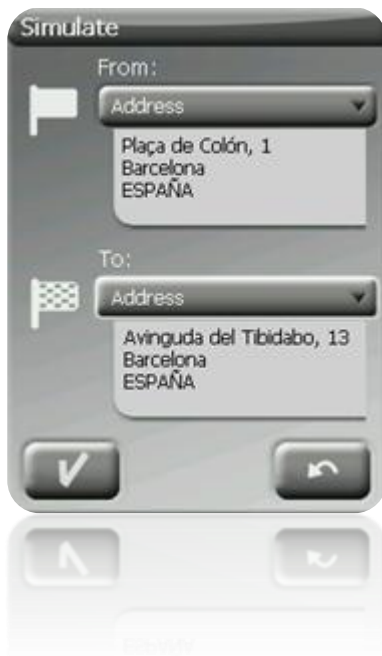 Simulate
From:
Address
Plaça de Colón, 1
Barcelona
ESPAÑA
To:
Address
Avinguda del Tibidabo, 13
Barcelona
ESPAÑA